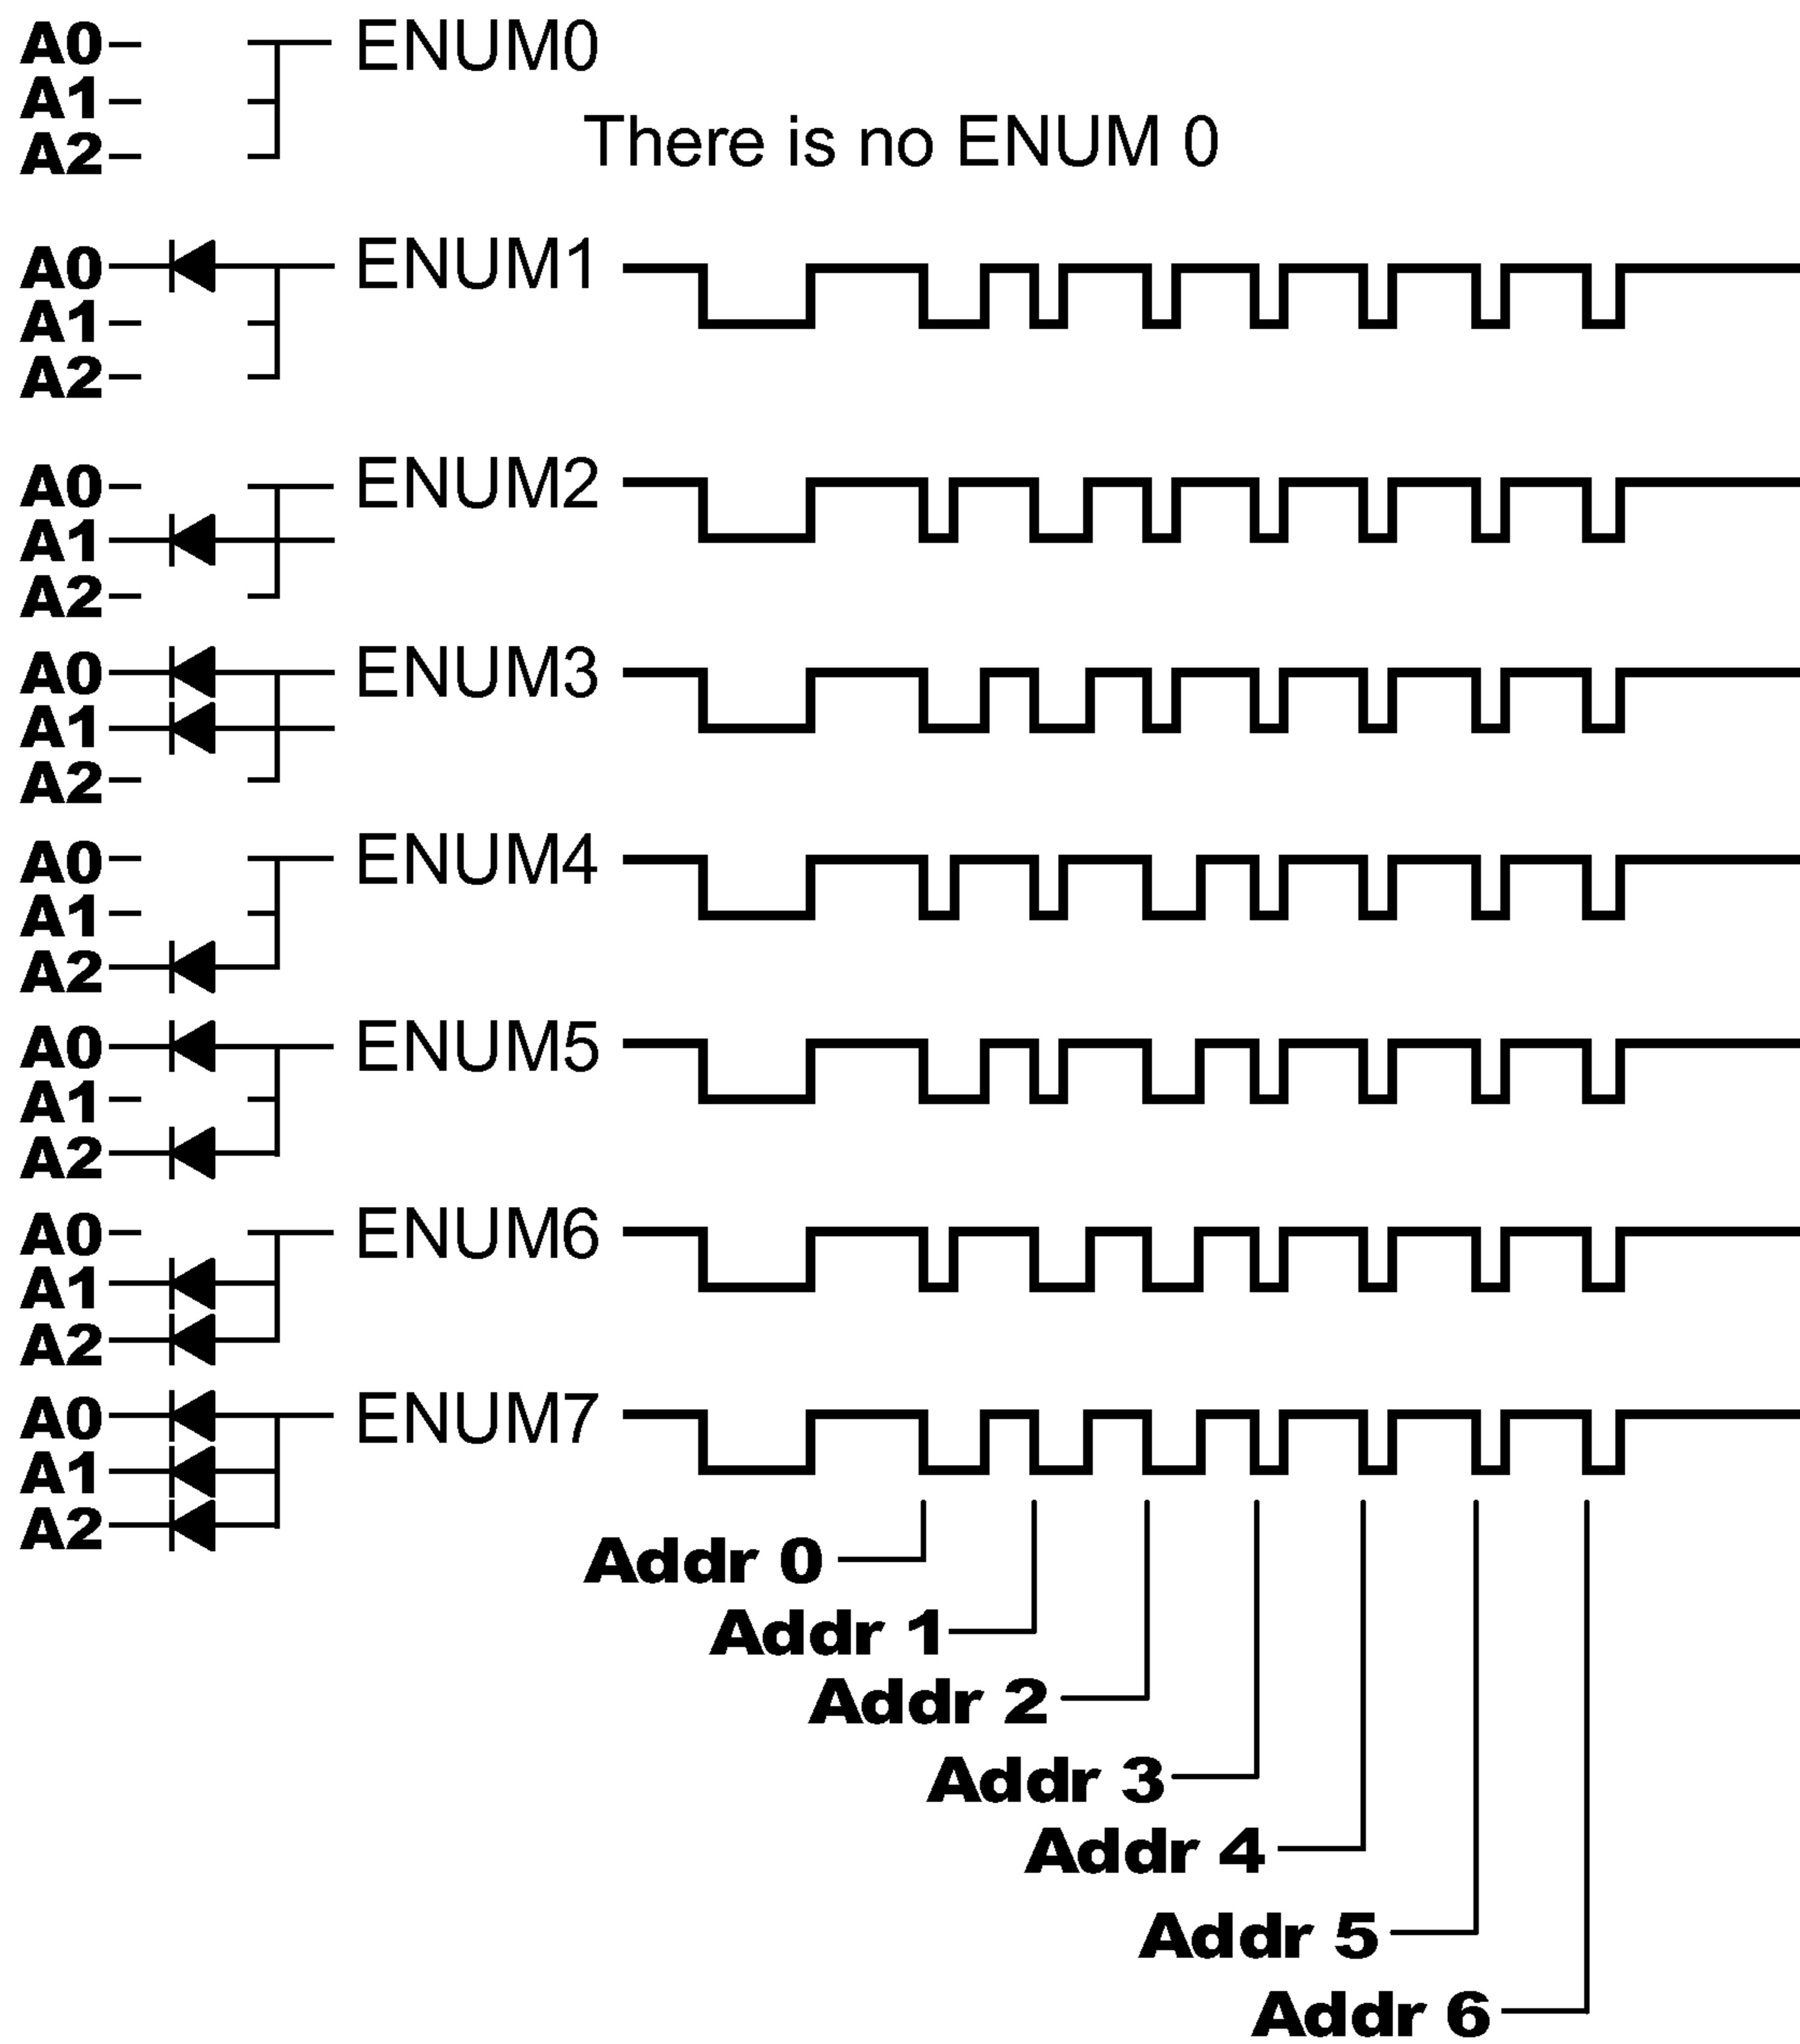 A0 ENUM0
A1
There is no ENUM 0
A2
A0 ENUM1
A1
A2
A0 ENUM2
A1
A2
A0 ENUM3
A1
A2
A0 ENUM4
A1
A2
A0 ENUM5
A1
A2
A0 ENUM6
A1
A2
A0 ENUM7
A1
A2
Addr 0
Addr 1
Addr 2
Addr 3
Addr 4
Addr 5
Addr 6